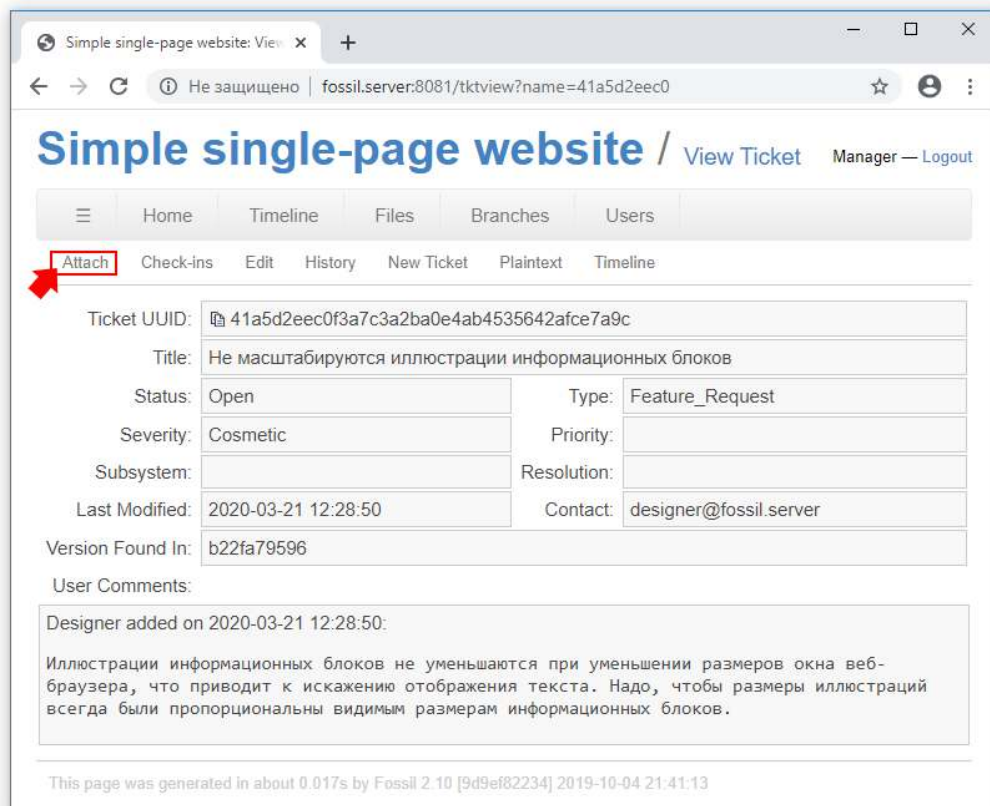 Simple single-page website: View
Не защищено | fossil.server:8081/tktview?name=41a5d2eec0
Simple single-page website / View Ticket Manager — Logout
☰ Home Timeline Files Branches Users
Attach Check-ins Edit History New Ticket Plaintext Timeline
Ticket UUID: 41a5d2eec0f3a7c3a2ba0e4ab4535642afce7a9c
Title: Не масштабируются иллюстрации информационных блоков
Status: Open Type: Feature_Request
Severity: Cosmetic Priority:
Subsystem: Resolution:
Last Modified: 2020-03-21 12:28:50 Contact: designer@fossil.server
Version Found In: b22fa79596
User Comments:
Designer added on 2020-03-21 12:28:50:
Иллюстрации информационных блоков не уменьшаются при уменьшении размеров окна веб-
браузера, что приводит к искажению отображения текста. Надо, чтобы размеры иллюстраций
всегда были пропорциональны видимым размерам информационных блоков.
This page was generated in about 0.017s by Fossil 2.10 [9d9ef82234] 2019-10-04 21:41:13